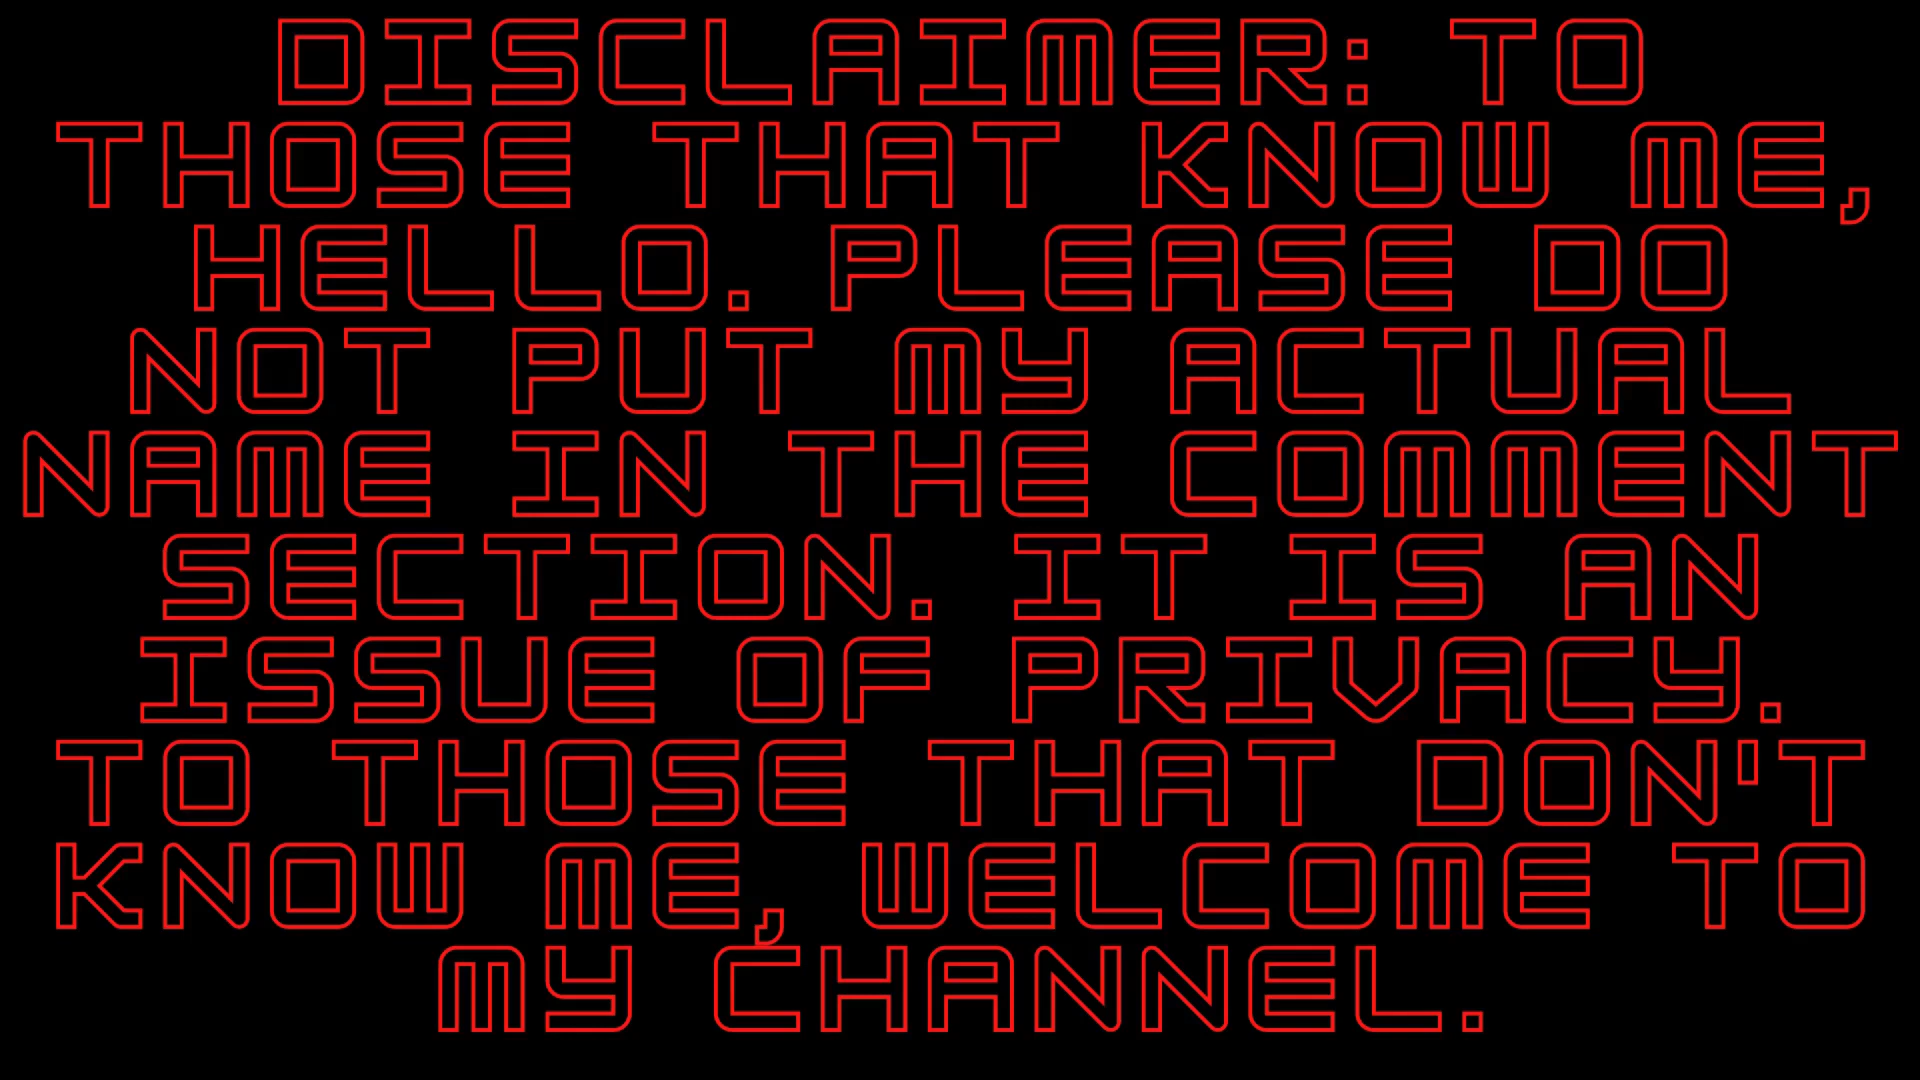 DISCLAIMER: TO
THOSE THAT KNOW ME,
HELLO. PLEASE DO
NOT PUT MY ACTUAL
NAME IN THE COMMENT
SECTION. IT IS AN
ISSUE OF PRIVACY.
TO THOSE THAT DON'T
KNOW ME, WELCOME TO
MY CHANNEL.